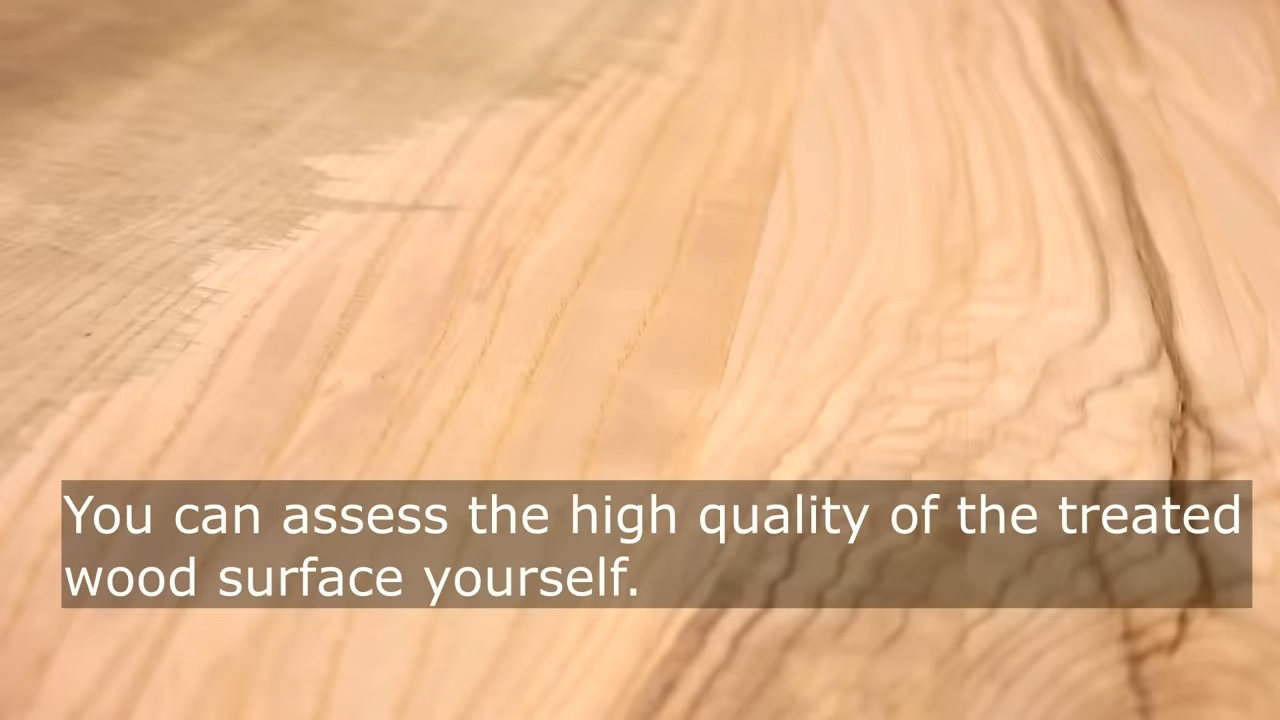 You can assess the high quality of the treated
wood surface yourself.